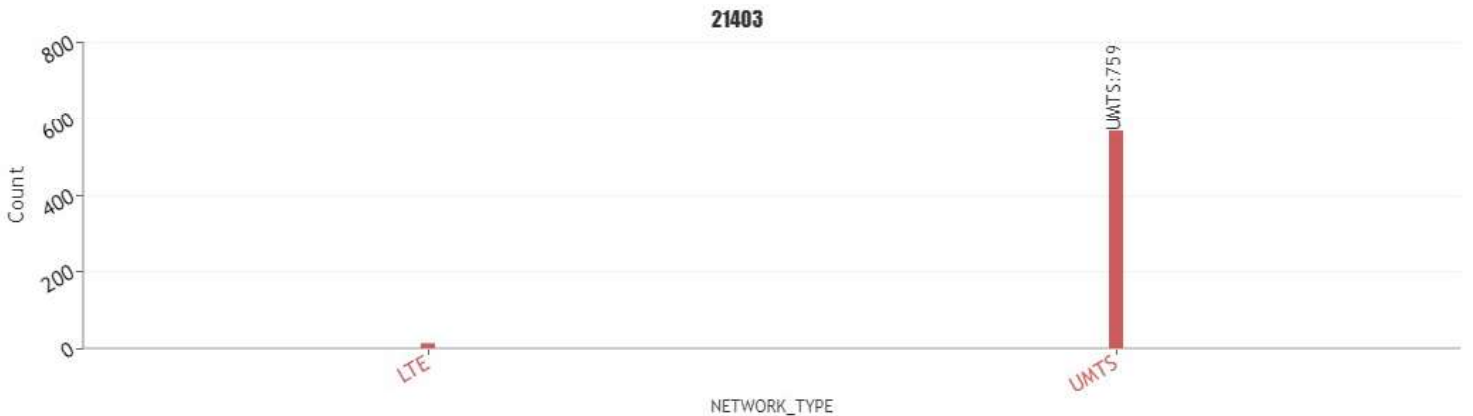 21403
800
600
400
200
0
Count
UMTS:759
LTE
UMTS
NETWORK_TYPE